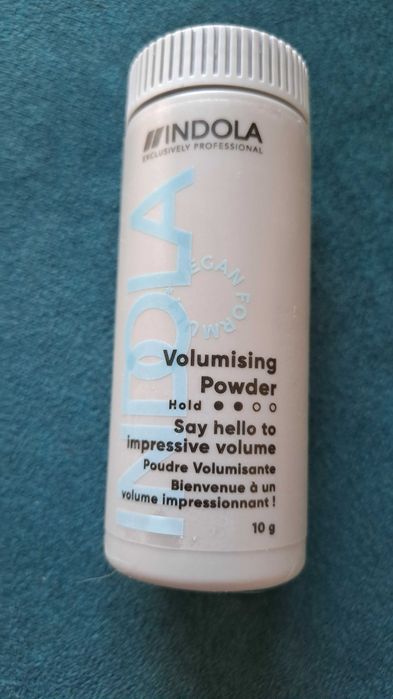 INDOLA
EXCLUSIVELY PROFESSIONAL
INDOLA
VEGAN FORMULA
Volumising
Powder
Hold
Say hello to
impressive volume
Poudre Volumisante
Bienvenue à un
volume impressionnant !
10 g